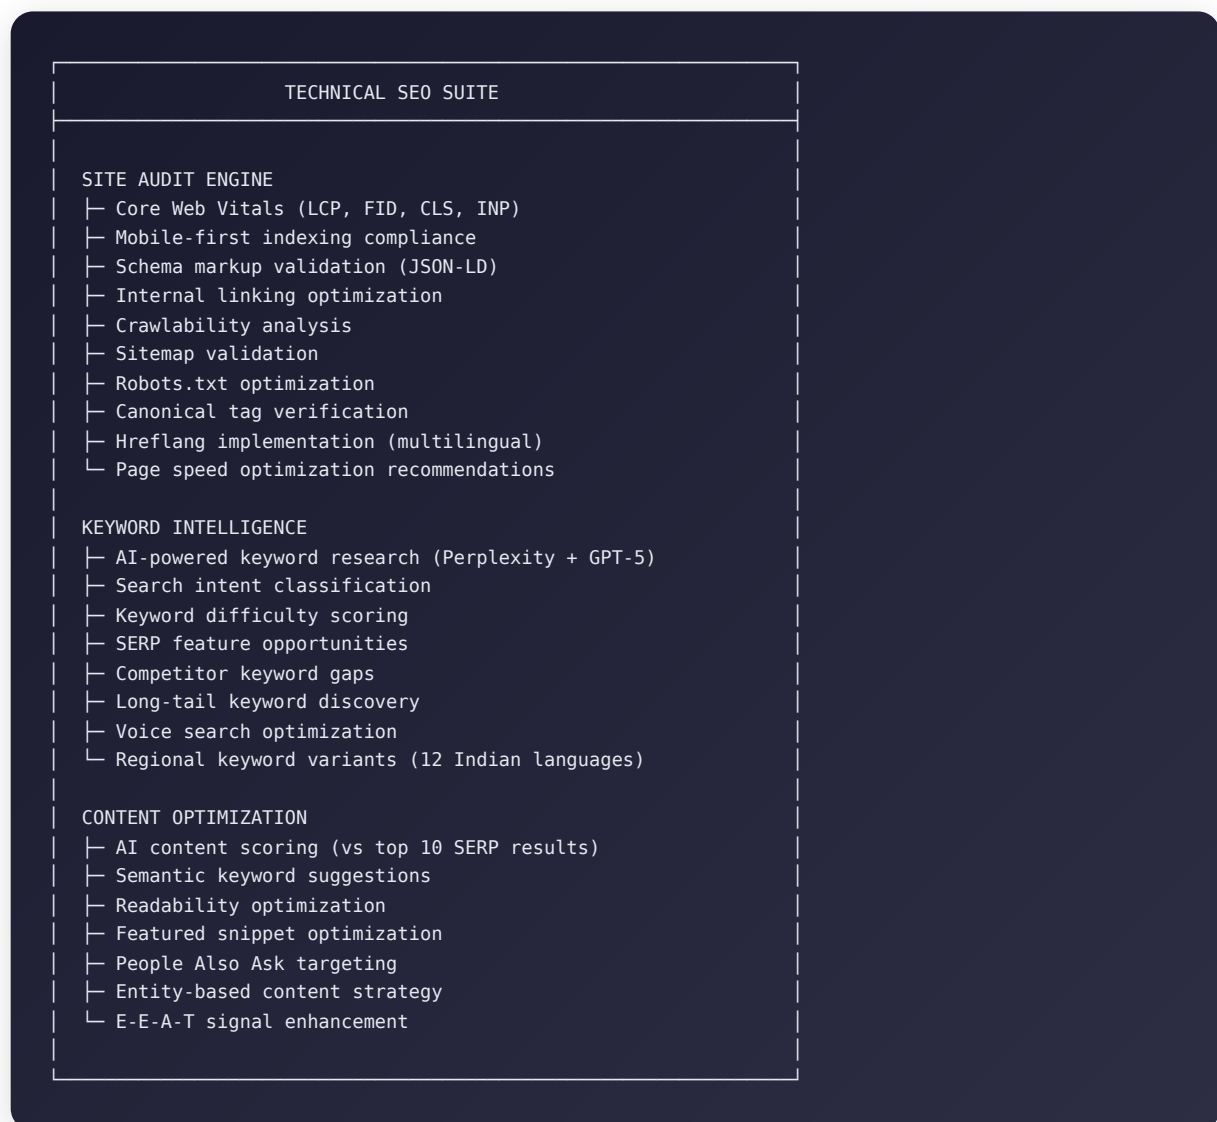 TECHNICAL SEO SUITE
SITE AUDIT ENGINE
├─ Core Web Vitals (LCP, FID, CLS, INP)
├─ Mobile-first indexing compliance
├─ Schema markup validation (JSON-LD)
├─ Internal linking optimization
├─ Crawlability analysis
├─ Sitemap validation
├─ Robots.txt optimization
├─ Canonical tag verification
├─ Hreflang implementation (multilingual)
└─ Page speed optimization recommendations
KEYWORD INTELLIGENCE
├─ AI-powered keyword research (Perplexity + GPT-5)
├─ Search intent classification
├─ Keyword difficulty scoring
├─ SERP feature opportunities
├─ Competitor keyword gaps
├─ Long-tail keyword discovery
├─ Voice search optimization
└─ Regional keyword variants (12 Indian languages)
CONTENT OPTIMIZATION
├─ AI content scoring (vs top 10 SERP results)
├─ Semantic keyword suggestions
├─ Readability optimization
├─ Featured snippet optimization
├─ People Also Ask targeting
├─ Entity-based content strategy
└─ E-E-A-T signal enhancement